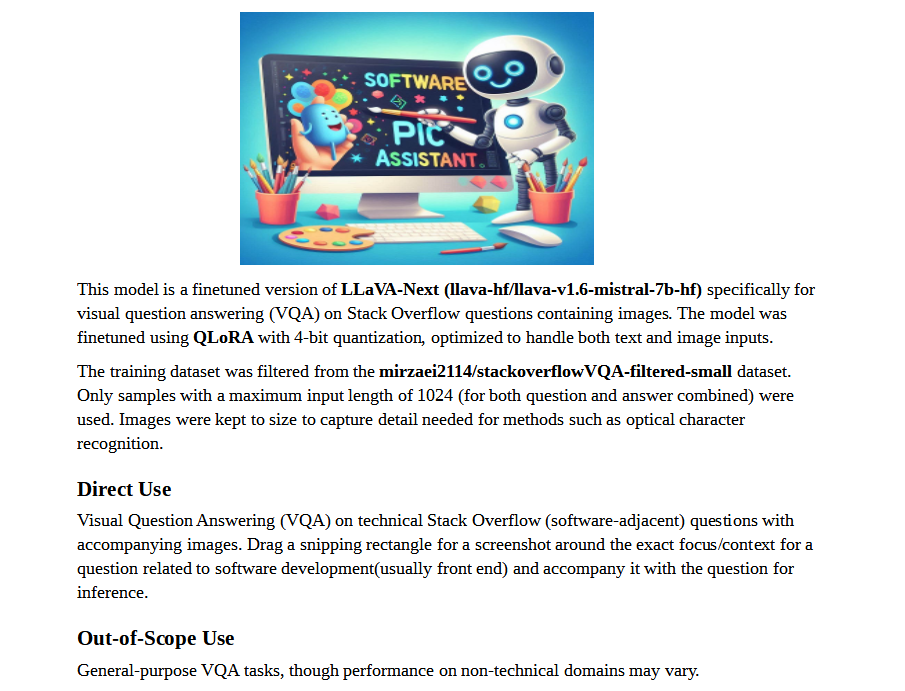 SOFTWARE
PIC
ASSISTANT
This model is a finetuned version of LLaVA-Next (llava-hf/llava-v1.6-mistral-7b-hf) specifically for
visual question answering (VQA) on Stack Overflow questions containing images. The model was
finetuned using QLoRA with 4-bit quantization, optimized to handle both text and image inputs.
The training dataset was filtered from the mirzaei2114/stackoverflowVQA-filtered-small dataset.
Only samples with a maximum input length of 1024 (for both question and answer combined) were
used. Images were kept to size to capture detail needed for methods such as optical character
recognition.
Direct Use
Visual Question Answering (VQA) on technical Stack Overflow (software-adjacent) questions with
accompanying images. Drag a snipping rectangle for a screenshot around the exact focus/context for a
question related to software development(usually front end) and accompany it with the question for
inference.
Out-of-Scope Use
General-purpose VQA tasks, though performance on non-technical domains may vary.